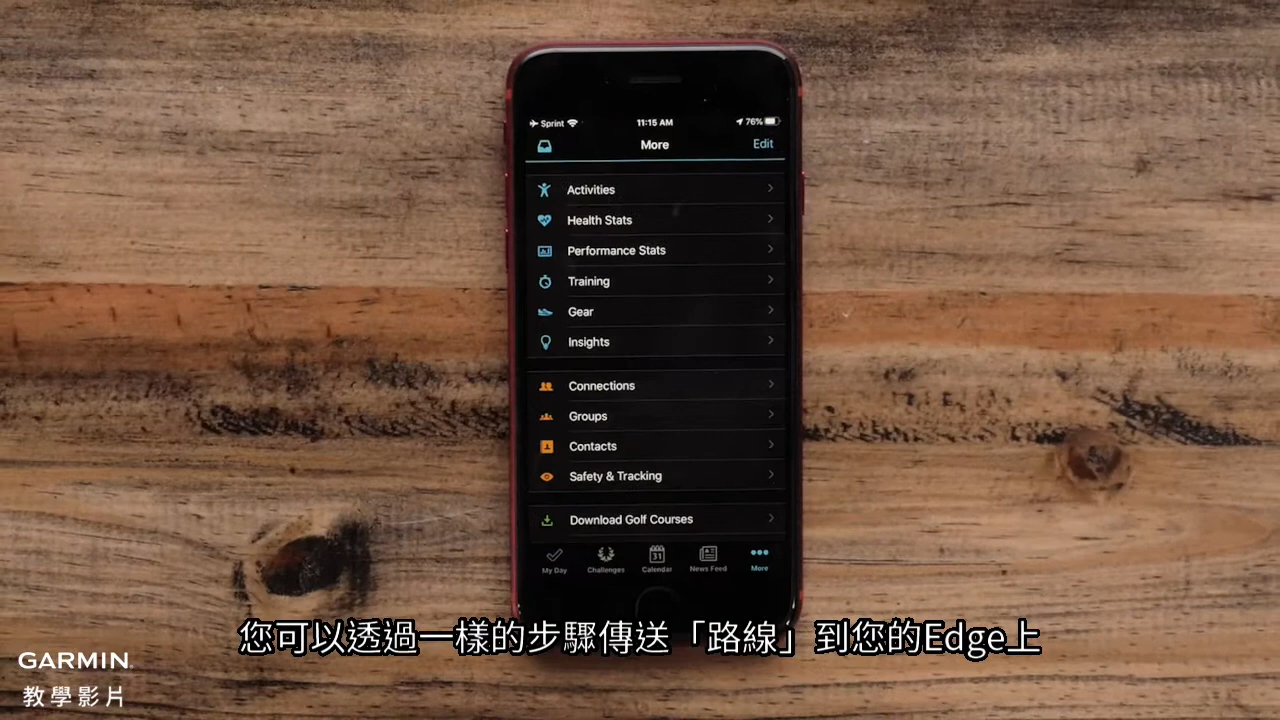 Sprint 11:15 AM 76%
More Edit
Activities
Health Stats
Performance Stats
Training
Gear
Insights
Connections
Groups
Contacts
Safety & Tracking
Download Golf Courses
31
My Day Challenges Calendar News Feed More
您可以透過一樣的步驟傳送「路線」到您的Edge上
GARMIN
教學影片